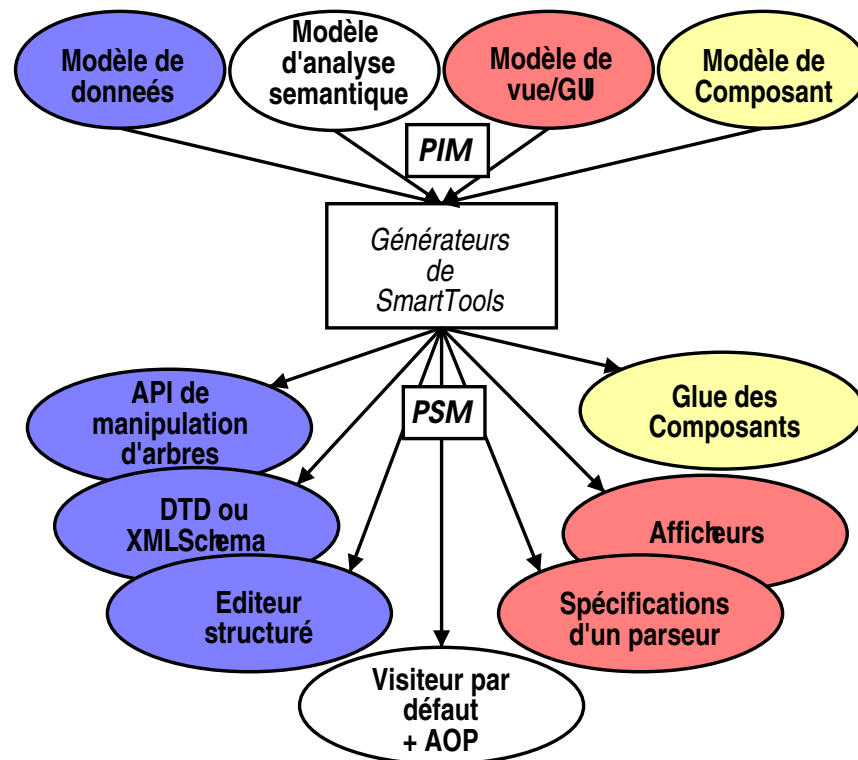 Modèle de
donneés
Modèle
d'analyse
semantique
Modèle de
vue/GUI
Modèle de
Composant
PIM
Générateurs
de
SmartTools
API de
manipulation
d'arbres
PSM
Glue des
Composants
DTD ou
XMLSchema
Afficheurs
Editeur
structuré
Spécifications
d'un parseur
Visiteur par
défaut
+ AOP